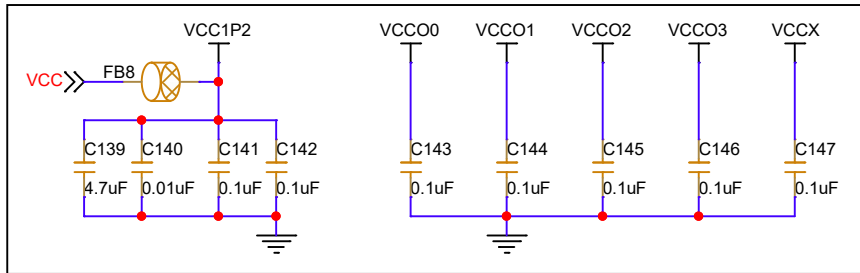 VCC1P2 VCCO0 VCCO1 VCCO2 VCCO3 VCCX
VCC FB8
C139 C140 C141 C142 C143 C144 C145 C146 C147
4.7uF 0.01uF 0.1uF 0.1uF 0.1uF 0.1uF 0.1uF 0.1uF 0.1uF